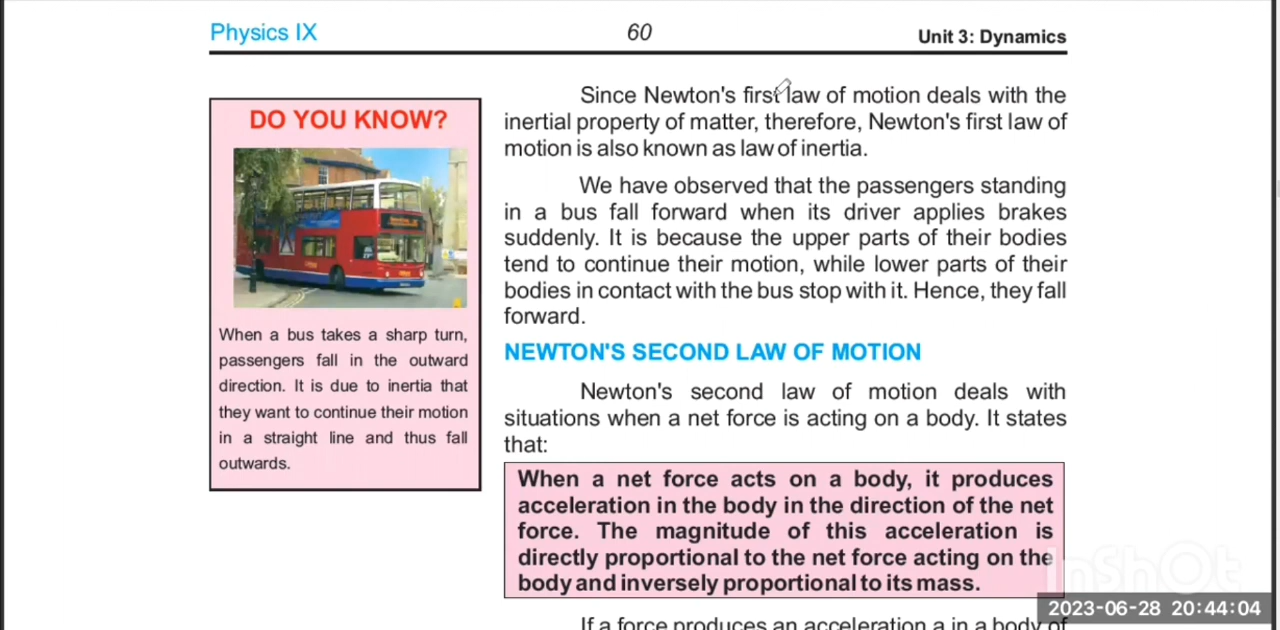 Physics IX
60
Unit 3: Dynamics
DO YOU KNOW?
When a bus takes a sharp turn,
passengers fall in the outward
direction. It is due to inertia that
they want to continue their motion
in a straight line and thus fall
outwards.
Since Newton's first law of motion deals with the
inertial property of matter, therefore, Newton's first law of
motion is also known as law of inertia.
We have observed that the passengers standing
in a bus fall forward when its driver applies brakes
suddenly. It is because the upper parts of their bodies
tend to continue their motion, while lower parts of their
bodies in contact with the bus stop with it. Hence, they fall
forward.
NEWTON'S SECOND LAW OF MOTION
Newton's second law of motion deals with
situations when a net force is acting on a body. It states
that:
When a net force acts on a body, it produces
acceleration in the body in the direction of the net
force. The magnitude of this acceleration is
directly proportional to the net force acting on the
body and inversely proportional to its mass.
If a force produces an acceleration a in a body of
InShOt
2023-06-28 20:44:04